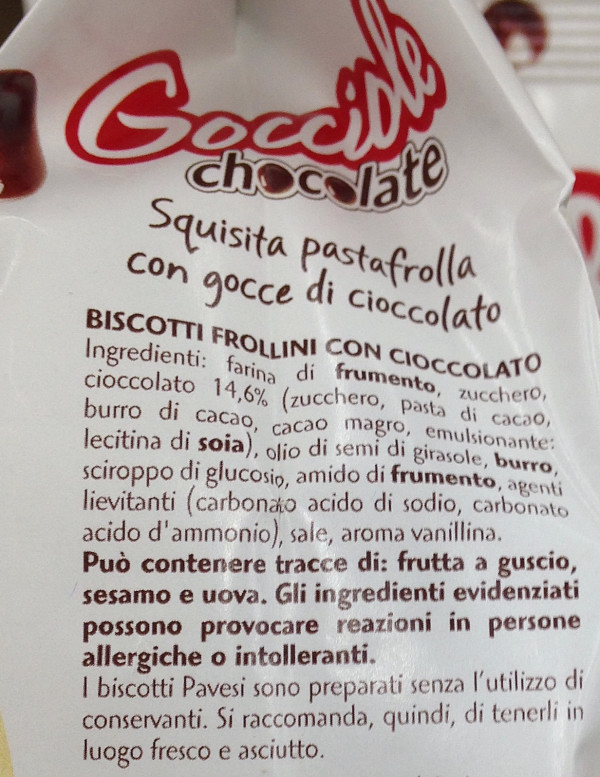 Gocciole
chocolate
Squisita pastafrolla
con gocce di cioccolato
BISCOTTI FROLLINI CON CIOCCOLATO
Ingredienti: farina di frumento, zucchero,
cioccolato 14,6% (zucchero, pasta di cacao,
burro di cacao, cacao magro, emulsionante:
lecitina di soia), olio di semi di girasole, burro,
sciroppo di glucosio, amido di frumento, agenti
lievitanti (carbonato acido di sodio, carbonato
acido d'ammonio), sale, aroma vanillina.
Può contenere tracce di: frutta a guscio,
sesamo e uova. Gli ingredienti evidenziati
possono provocare reazioni in persone
allergiche o intolleranti.
I biscotti Pavesi sono preparati senza l'utilizzo di
conservanti. Si raccomanda, quindi, di tenerli in
luogo fresco e asciutto.